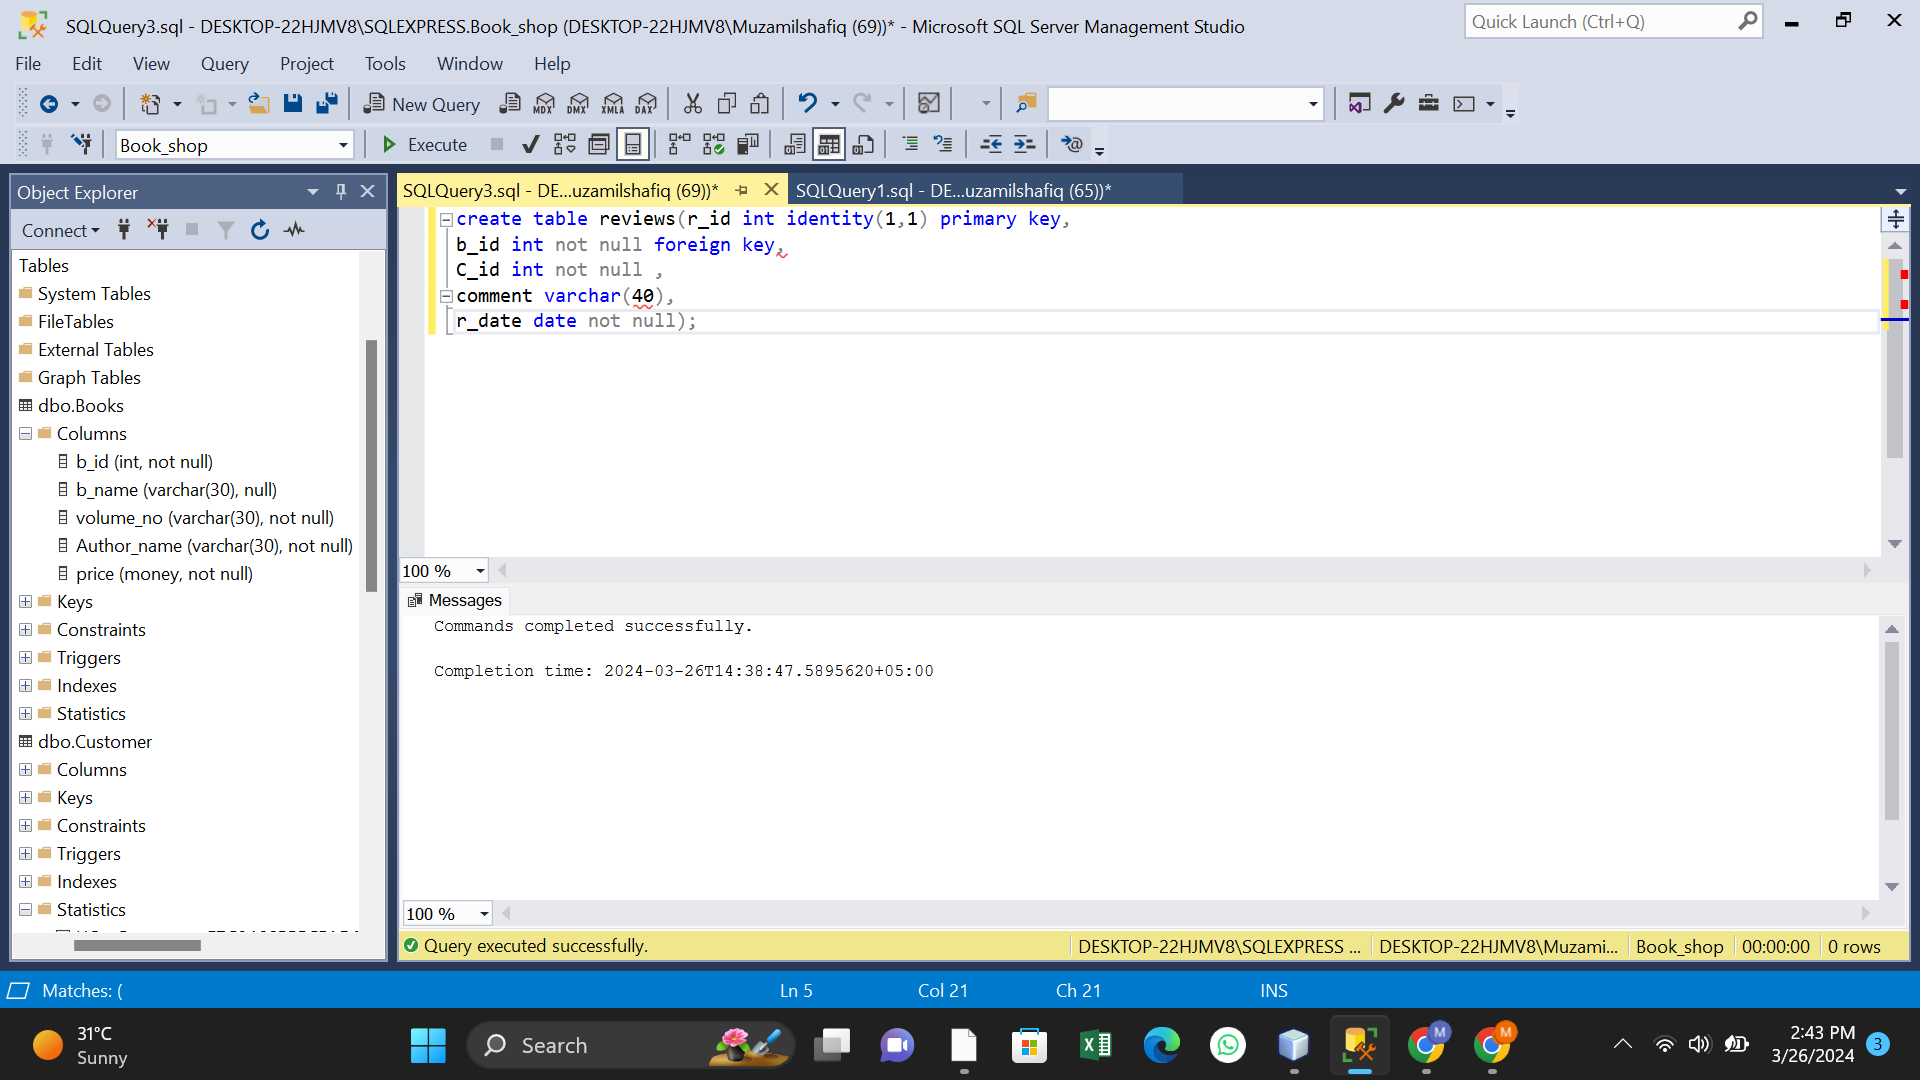 SQLQuery3.sql - DESKTOP-22HJMV8\SQLEXPRESS.Book_shop (DESKTOP-22HJMV8\Muzamilshafiq (69))* - Microsoft SQL Server Management Studio
Quick Launch (Ctrl+Q)
File Edit View Query Project Tools Window Help
New Query MDX DMX XMLA DAX
Book_shop Execute
Object Explorer
Connect
Tables
System Tables
FileTables
External Tables
Graph Tables
dbo.Books
Columns
b_id (int, not null)
b_name (varchar(30), null)
volume_no (varchar(30), not null)
Author_name (varchar(30), not null)
price (money, not null)
Keys
Constraints
Triggers
Indexes
Statistics
dbo.Customer
Columns
Keys
Constraints
Triggers
Indexes
Statistics
SQLQuery3.sql - DE...uzamilshafiq (69))* SQLQuery1.sql - DE...uzamilshafiq (65))*
create table reviews(r_id int identity(1,1) primary key,
b_id int not null foreign key,
C_id int not null ,
comment varchar(40),
r_date date not null);
100 %
Messages
Commands completed successfully.
Completion time: 2024-03-26T14:38:47.5895620+05:00
100 %
Query executed successfully. DESKTOP-22HJMV8\SQLEXPRESS ... DESKTOP-22HJMV8\Muzami... Book_shop 00:00:00 0 rows
Matches: ( Ln 5 Col 21 Ch 21 INS
31°C
Sunny
Search
M
M
2:43 PM
3/26/2024
3